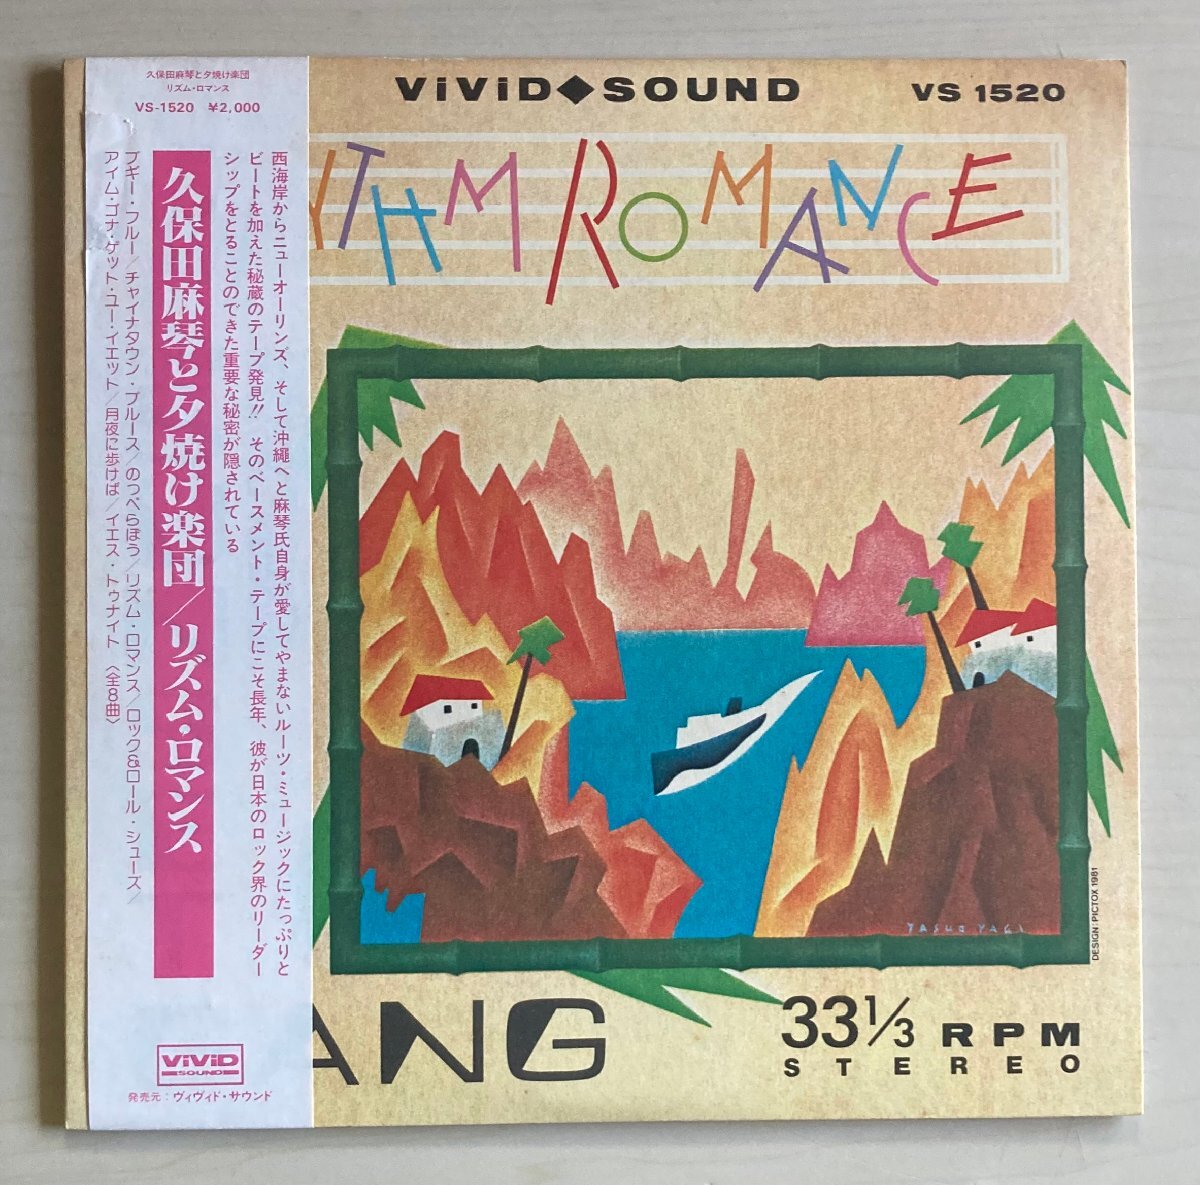 久保田麻琴と夕焼け楽団
リズム・ロマンス
VS-1520 ¥2,000
西海岸からニューオーリンズ、そして沖縄へと麻琴氏自身が愛してやまないルーツ・ミュージックにたっぷりと
ビートを加えた秘蔵のテープ発見!! そのベースメント・テープにこそ長年、彼が日本のロック界のリーダー
シップをとることのできた重要な秘密が隠されている
久保田麻琴と夕焼け楽団/リズム・ロマンス
ブギー・フルー/チャイナタウン・ブルース/のっぺらぼう/リズム・ロマンス/ロック&ロール・シューズ/
アイム・ゴナ・ゲット・ユー・イエット/月夜に歩けば/イエス・トゥナイト〈全8曲〉
ViViD
SOUND
発売元:ヴィヴィド・サウンド
ViViD◆SOUND VS 1520
YTHM ROMANCE
YASUO YAGI
DESIGN: PICTOX 1981
ANG
33 1/3 RPM
STEREO